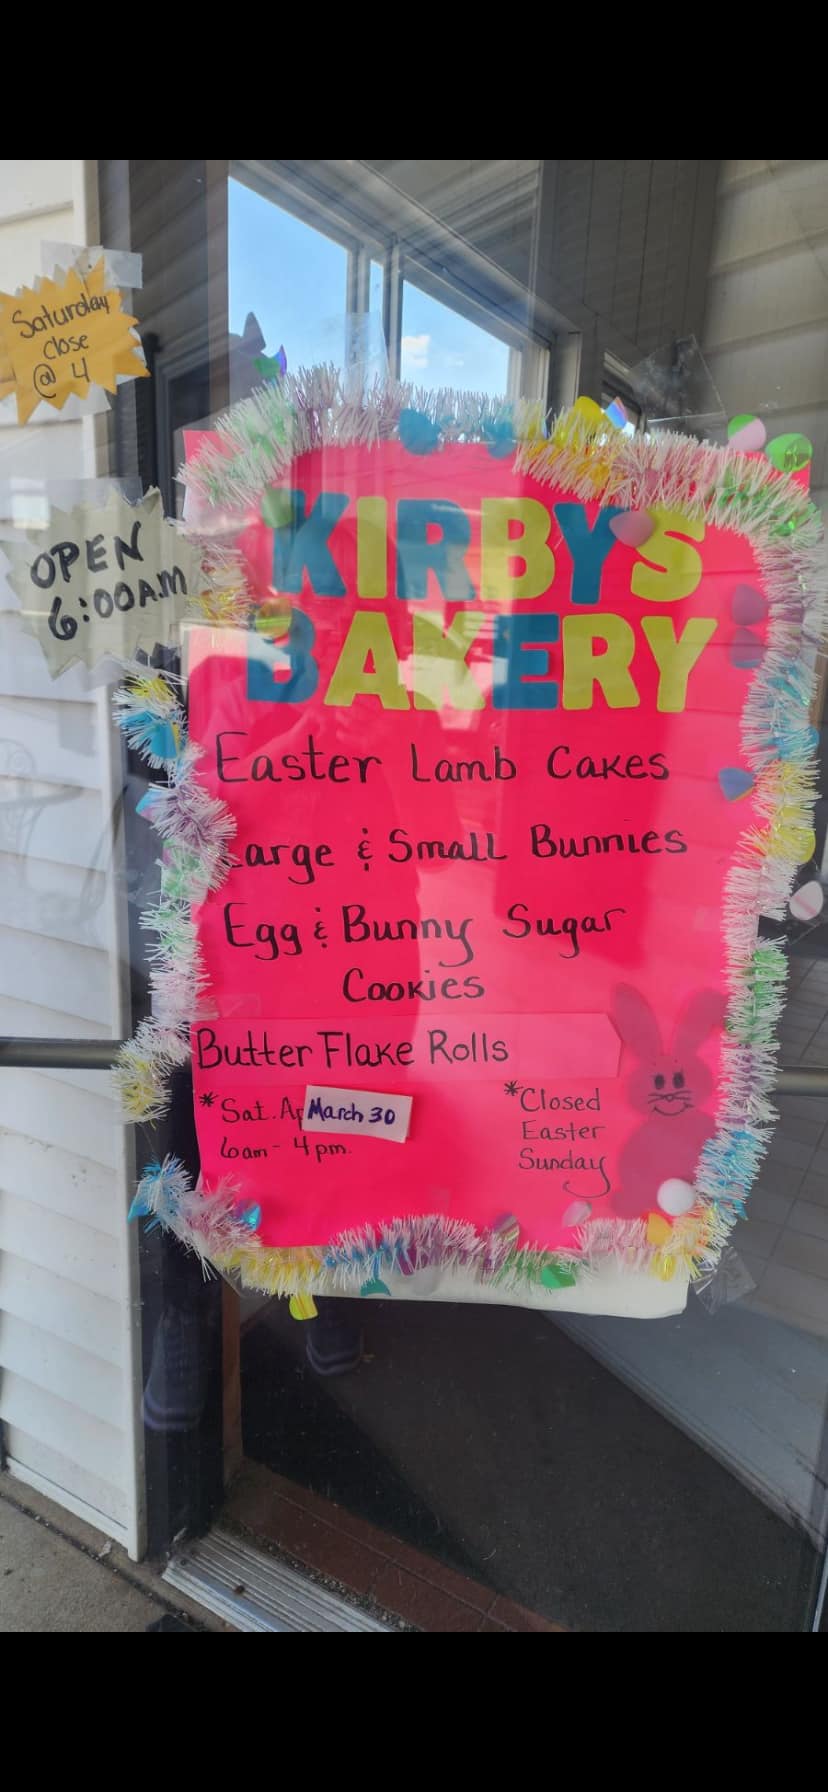 Saturday
close
@ 4
OPEN
6:00A.M
KIRBYS
BAKERY
Easter Lamb Cakes
Large & Small Bunnies
Egg & Bunny Sugar
Cookies
Butter Flake Rolls
* Sat. Ap March 30
6am - 4pm.
*Closed
Easter
Sunday